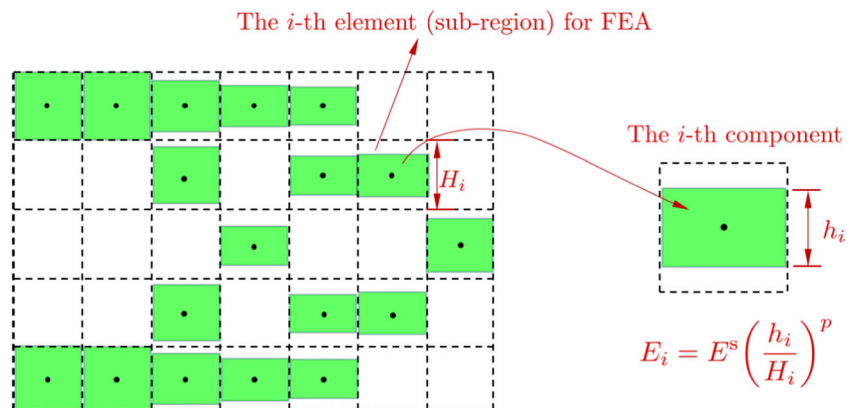 The i-th element (sub-region) for FEA
The i-th component
H_i
h_i
E_i = E^s (h_i / H_i)^p